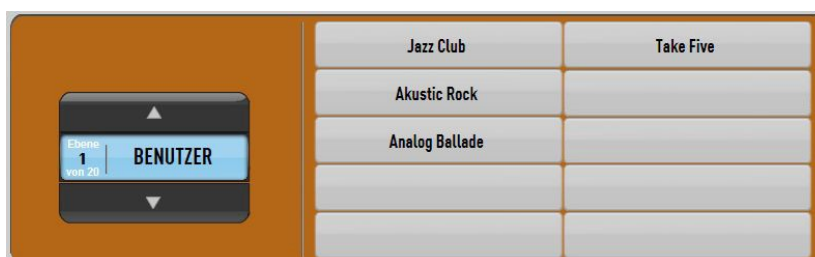 Jazz Club
Take Five
Akustic Rock
Analog Ballade
Ebene
1
von 20
BENUTZER